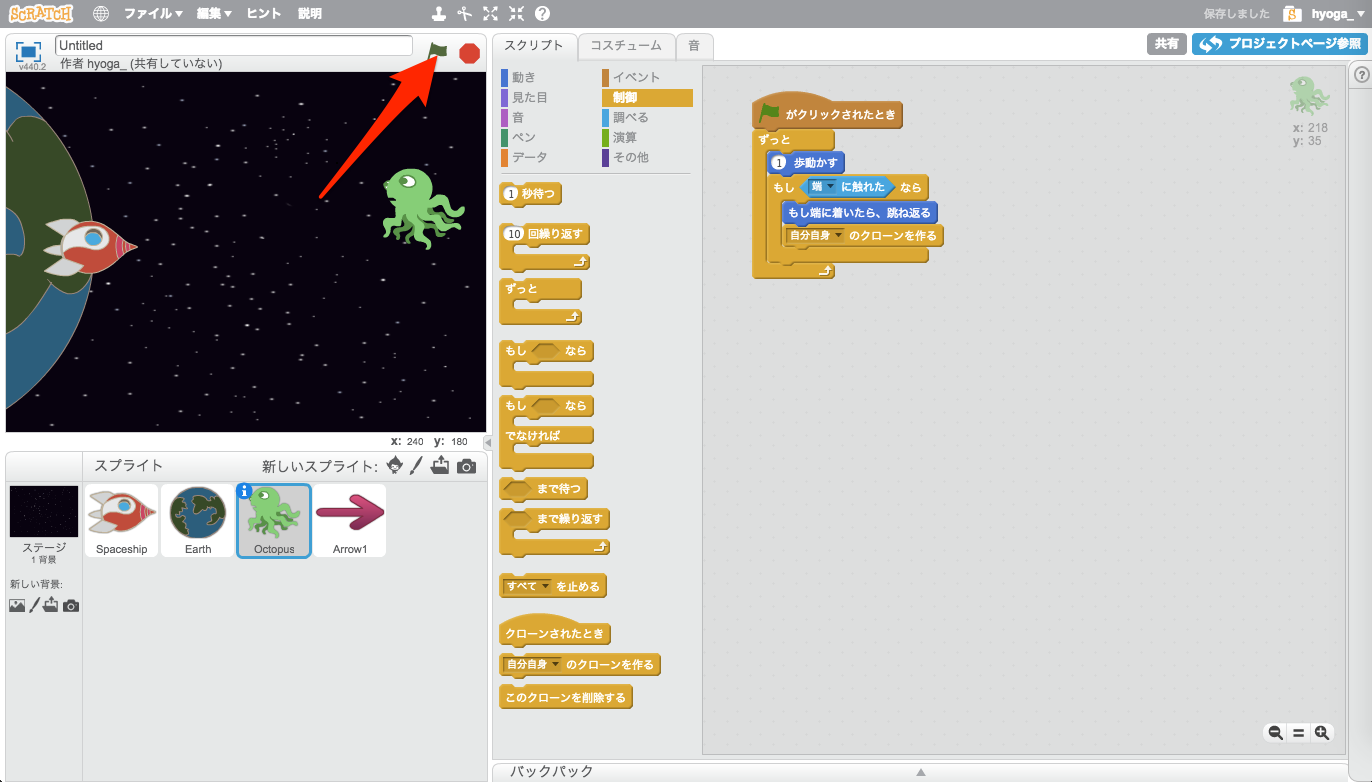 SCRATCH ファイル▼ 編集▼ ヒント 説明 保存しました hyoga_▼
v440.2
Untitled
作者 hyoga_ (共有していない)
x: 240 y: 180
スプライト 新しいスプライト:
ステージ
1 背景
新しい背景:
Spaceship
Earth
Octopus
Arrow1
スクリプト コスチューム 音
共有 プロジェクトページ参照
動き イベント
見た目 制御
音 調べる
ペン 演算
データ その他
1 秒待つ
10 回繰り返す
ずっと
もし なら
もし なら
でなければ
まで待つ
まで繰り返す
すべて▼ を止める
クローンされたとき
自分自身▼ のクローンを作る
このクローンを削除する
がクリックされたとき
ずっと
1 歩動かす
もし 端▼ に触れた なら
もし端に着いたら、跳ね返る
自分自身▼ のクローンを作る
x: 218
y: 35
バックパック